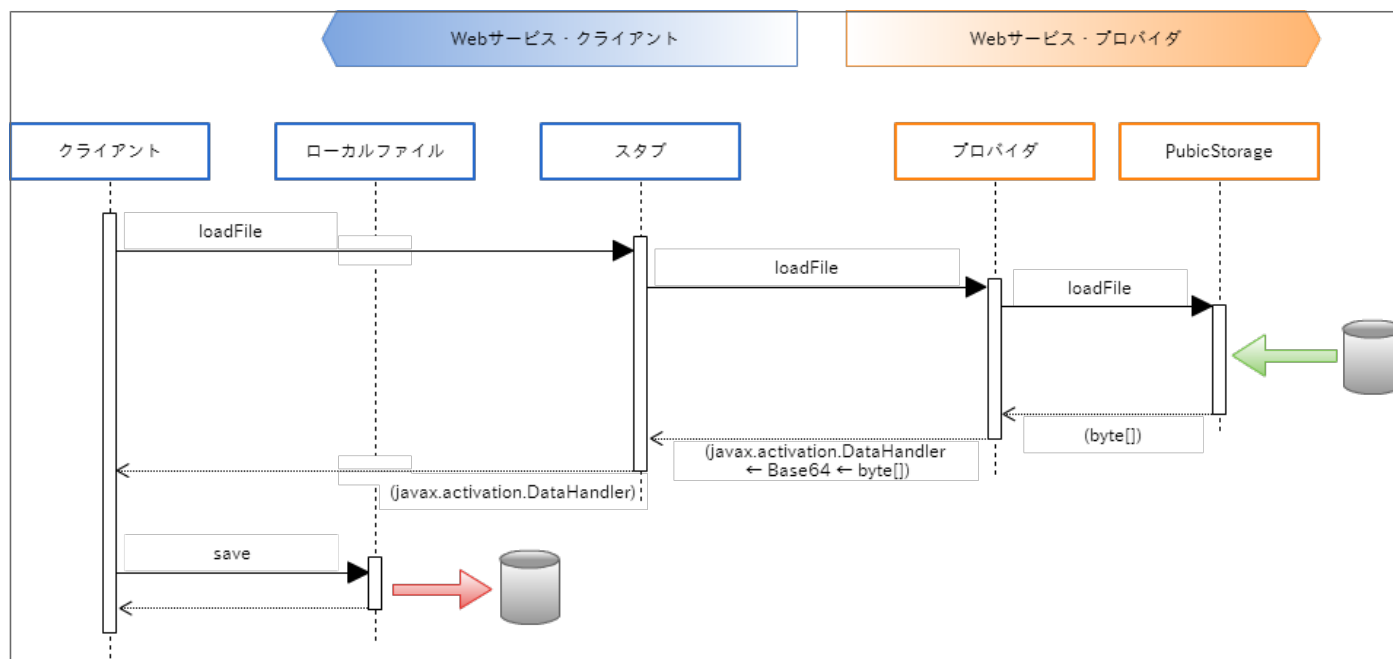 Webサービス・クライアント
Webサービス・プロバイダ
クライアント
ローカルファイル
スタブ
プロバイダ
PubicStorage
loadFile
loadFile
loadFile
(byte[])
(javax.activation.DataHandler
← Base64 ← byte[])
(javax.activation.DataHandler)
save